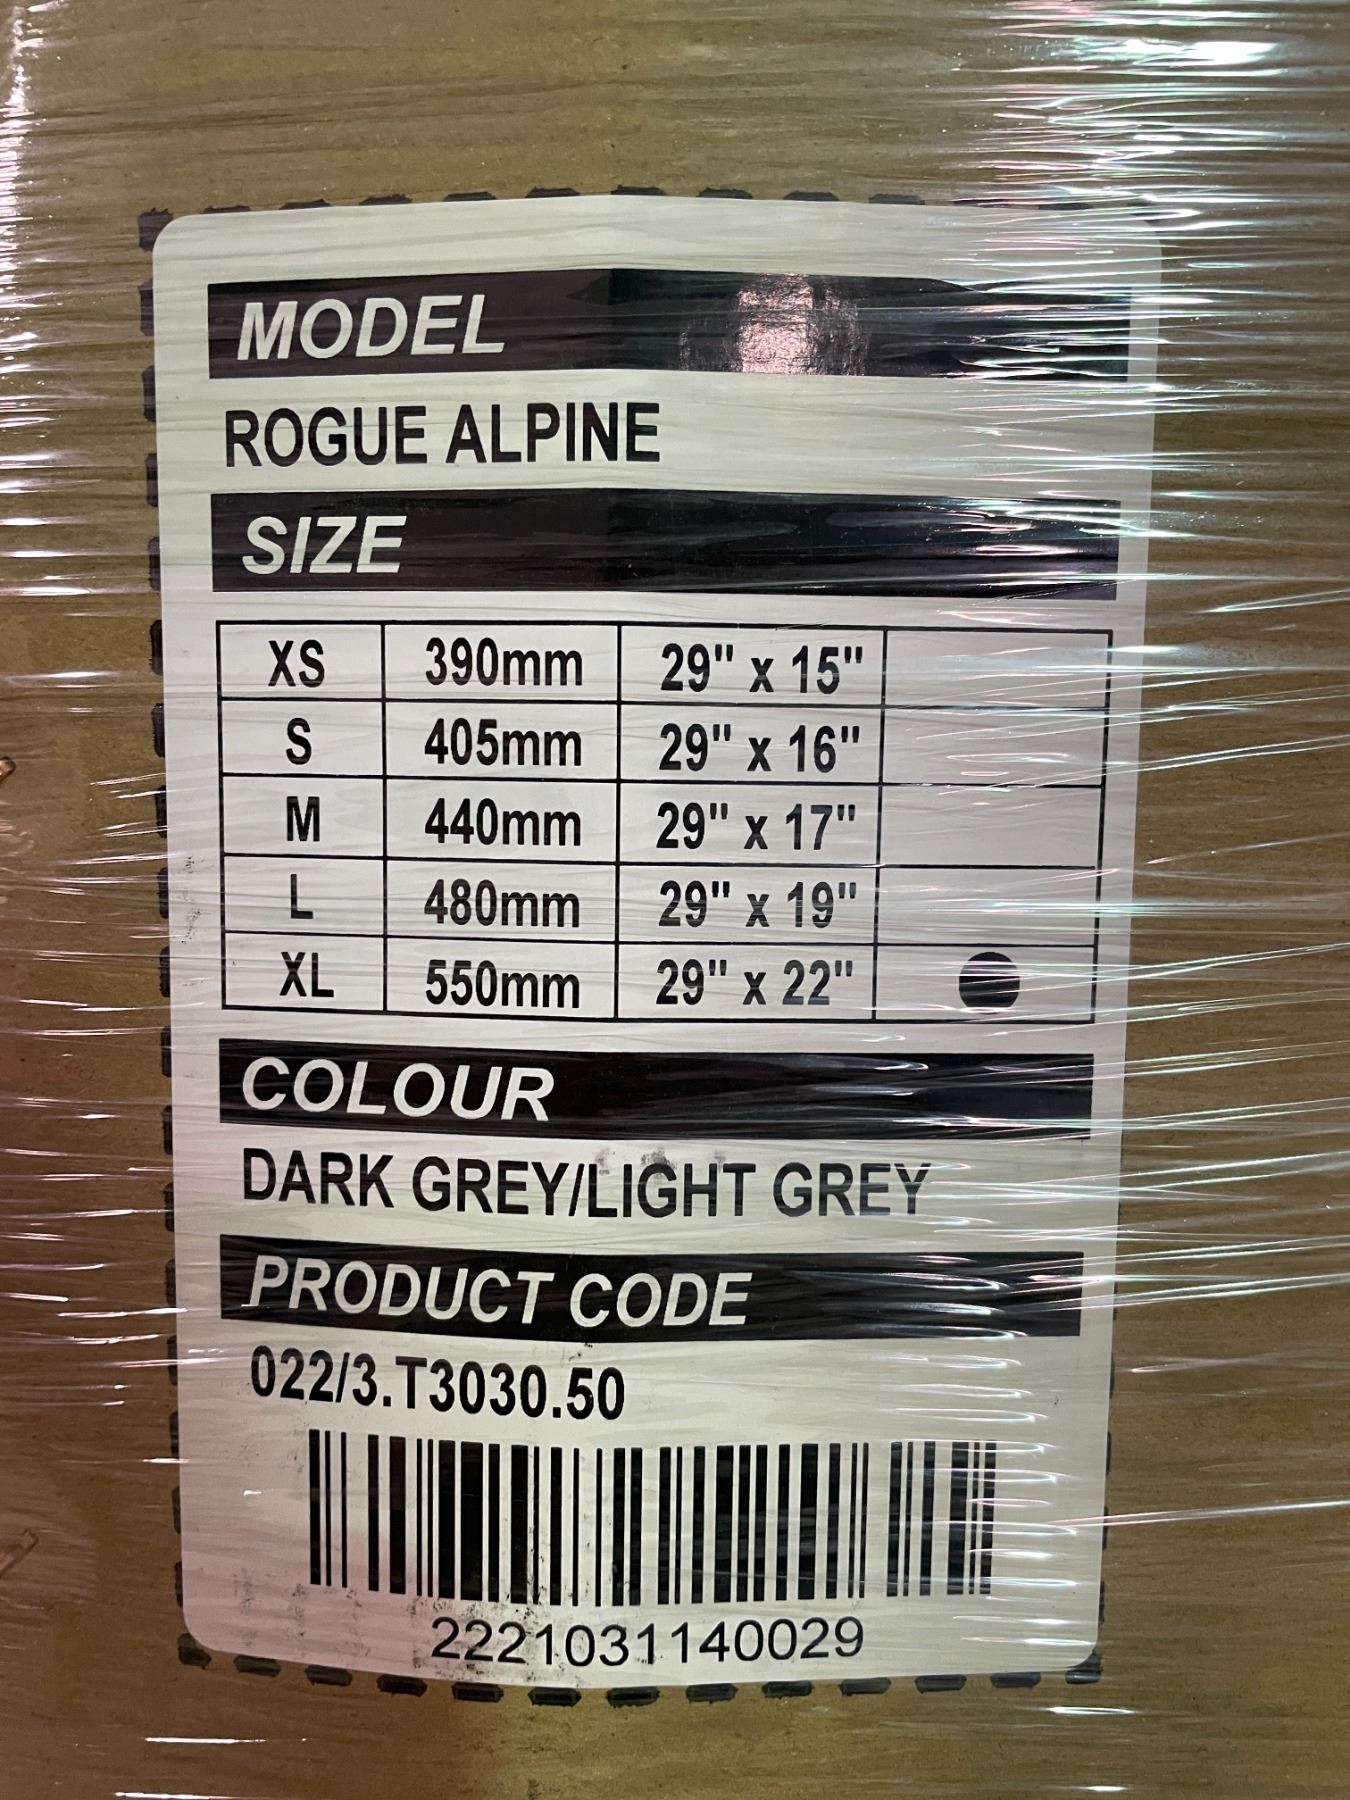 MODEL
ROGUE ALPINE
SIZE
XS 390mm 29" x 15"
S 405mm 29" x 16"
M 440mm 29" x 17"
L 480mm 29" x 19"
XL 550mm 29" x 22" ●
COLOUR
DARK GREY/LIGHT GREY
PRODUCT CODE
022/3.T3030.50
2221031140029